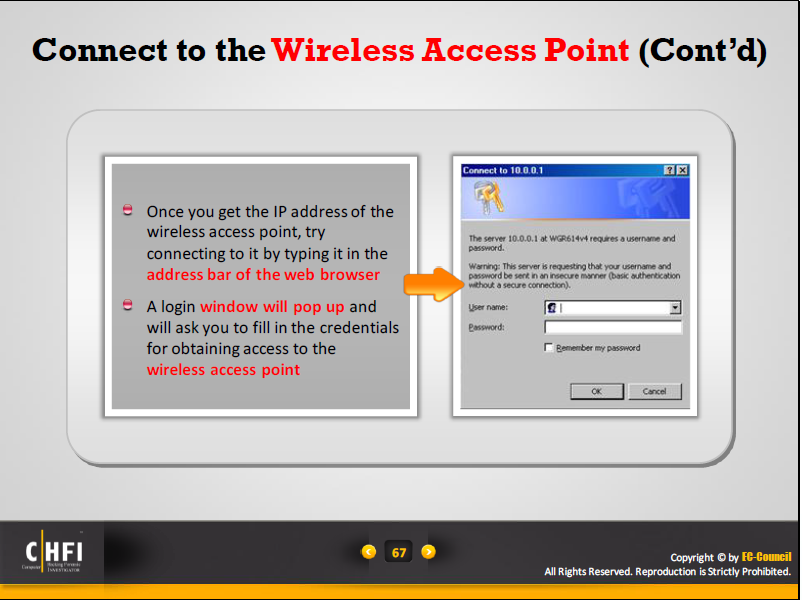 Connect to the Wireless Access Point (Cont'd)
Once you get the IP address of the
wireless access point, try
connecting to it by typing it in the
address bar of the web browser
A login window will pop up and
will ask you to fill in the credentials
for obtaining access to the
wireless access point
Connect to 10.0.0.1
The server 10.0.0.1 at WGR614v4 requires a username and
password.
Warning: This server is requesting that your username and
password be sent in an insecure manner (basic authentication
without a secure connection).
User name:
Password:
Remember my password
OK Cancel
CHFI
Computer Hacking Forensic
INVESTIGATOR
67
Copyright © by EC-Council
All Rights Reserved. Reproduction is Strictly Prohibited.